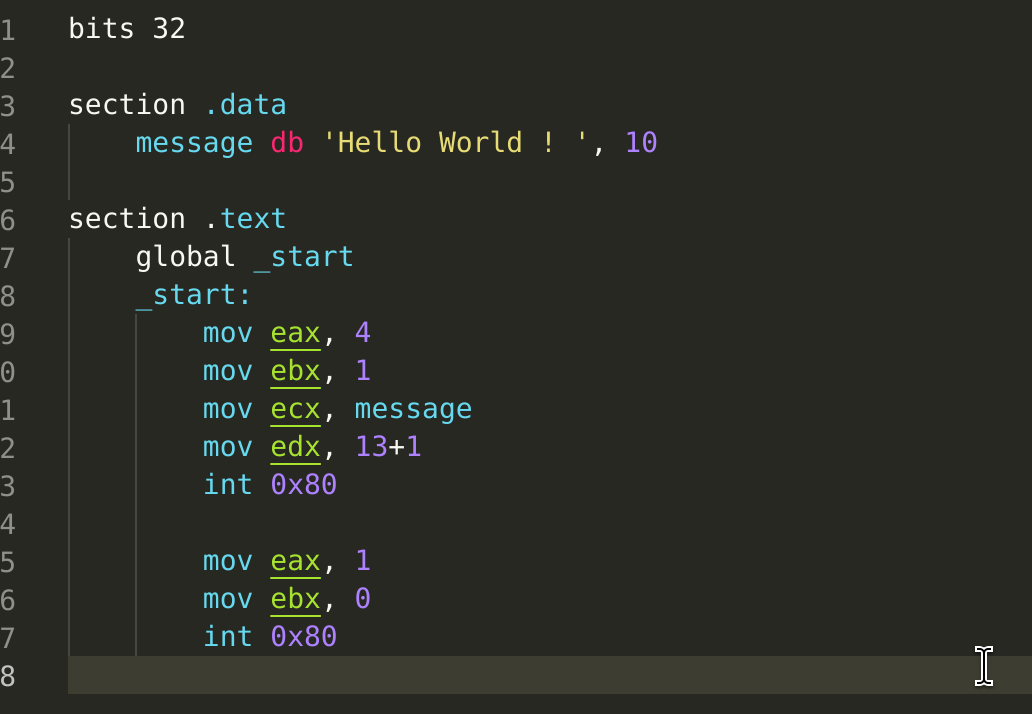 1 bits 32
2
3 section .data
4     message db 'Hello World ! ', 10
5
6 section .text
7     global _start
8     _start:
9         mov eax, 4
0         mov ebx, 1
1         mov ecx, message
2         mov edx, 13+1
3         int 0x80
4
5         mov eax, 1
6         mov ebx, 0
7         int 0x80
8